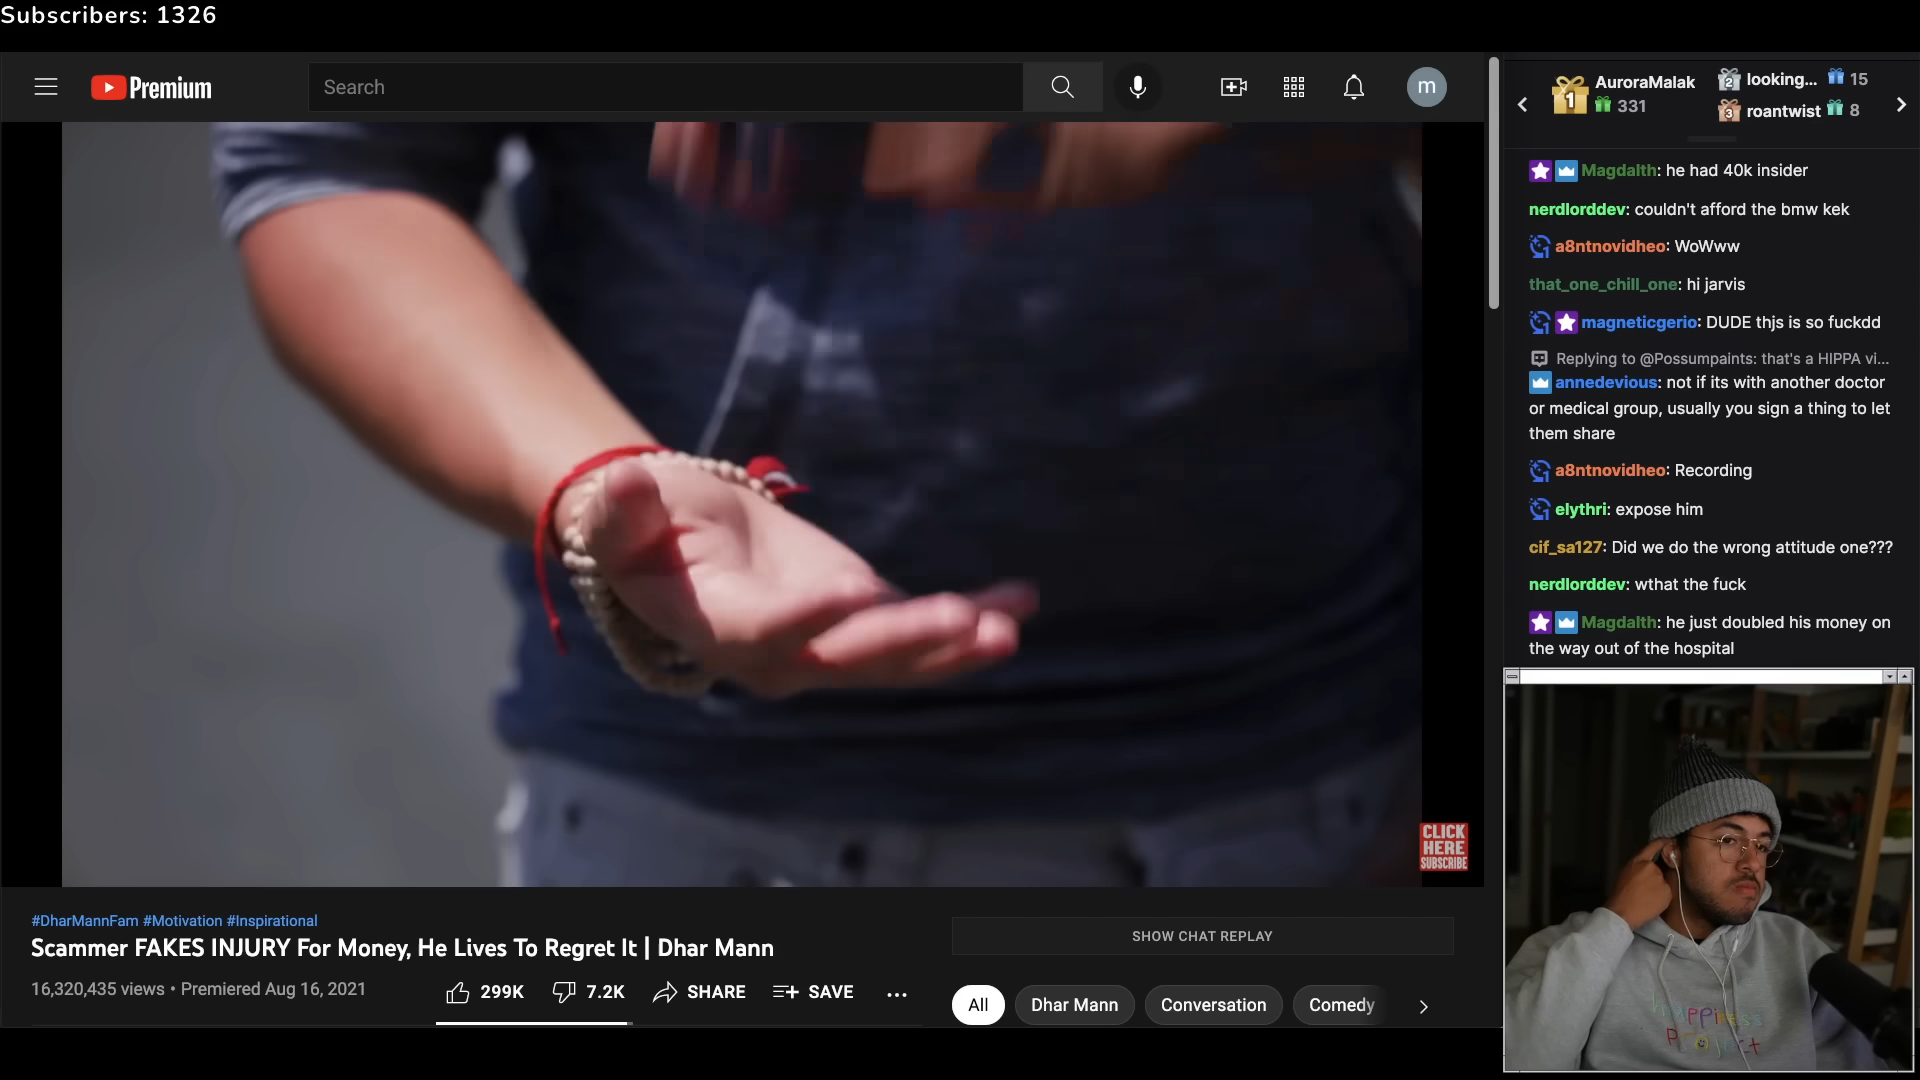 Subscribers: 1326
Premium
Search
m
1
AuroraMalak
331
2
looking...
15
3
roantwist
8
Magdalth: he had 40k insider
nerdlorddev: couldn't afford the bmw kek
a8ntnovidheo: WoWww
that_one_chill_one: hi jarvis
magneticgerio: DUDE thjs is so fuckdd
Replying to @Possumpaints: that's a HIPPA vi...
annedevious: not if its with another doctor
or medical group, usually you sign a thing to let
them share
a8ntnovidheo: Recording
elythri: expose him
cif_sa127: Did we do the wrong attitude one???
nerdlorddev: wthat the fuck
Magdalth: he just doubled his money on
the way out of the hospital
CLICK
HERE
SUBSCRIBE
#DharMannFam #Motivation #Inspirational
Scammer FAKES INJURY For Money, He Lives To Regret It | Dhar Mann
16,320,435 views • Premiered Aug 16, 2021
299K
7.2K
SHARE
SAVE
SHOW CHAT REPLAY
All
Dhar Mann
Conversation
Comedy
happiness
project